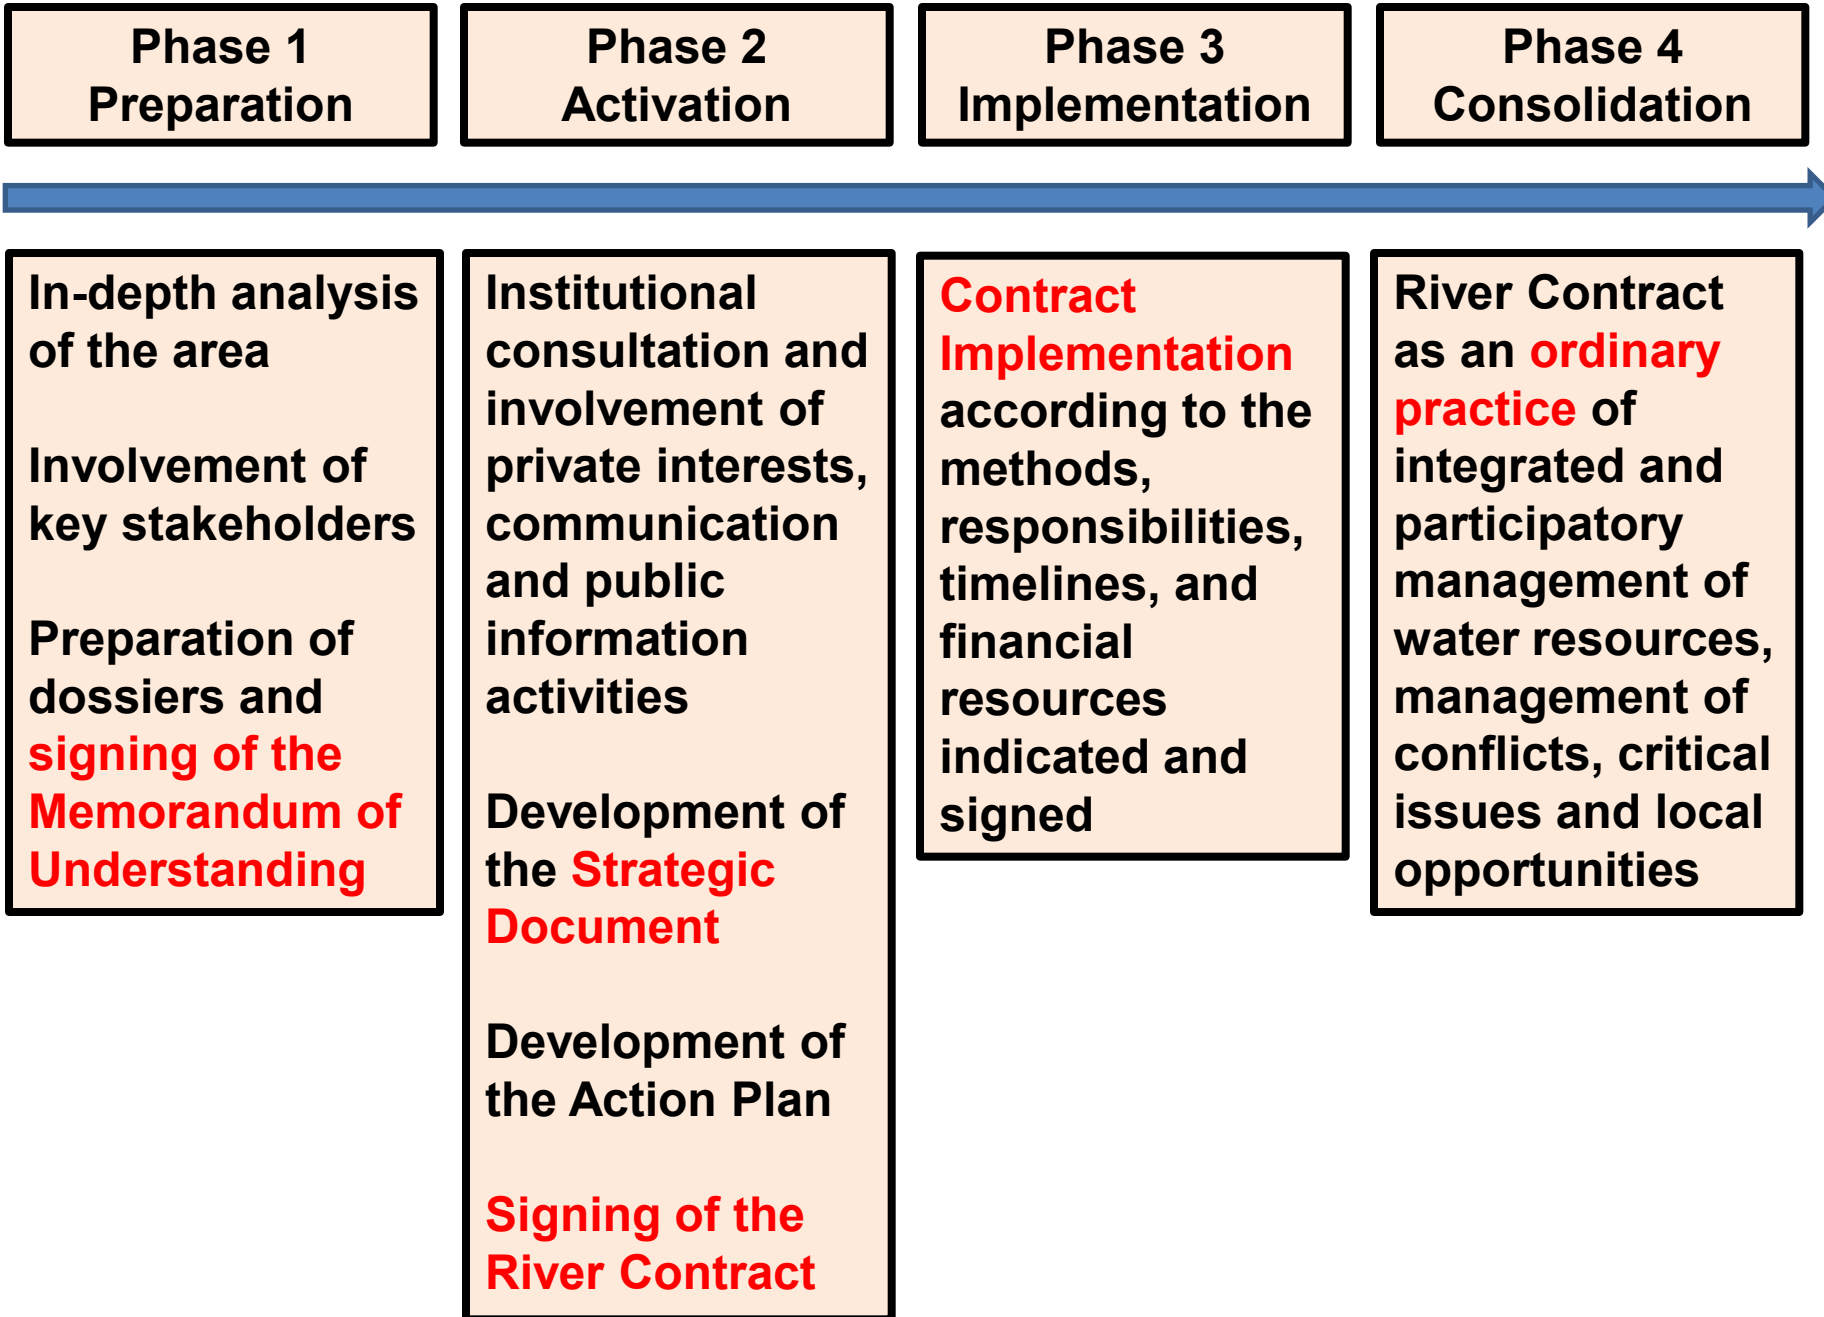 Phase 1
Preparation
Phase 2
Activation
Phase 3
Implementation
Phase 4
Consolidation
In-depth analysis
of the area
Involvement of
key stakeholders
Preparation of
dossiers and
signing of the
Memorandum of
Understanding
Institutional
consultation and
involvement of
private interests,
communication
and public
information
activities
Development of
the Strategic
Document
Development of
the Action Plan
Signing of the
River Contract
Contract
Implementation
according to the
methods,
responsibilities,
timelines, and
financial
resources
indicated and
signed
River Contract
as an ordinary
practice of
integrated and
participatory
management of
water resources,
management of
conflicts, critical
issues and local
opportunities